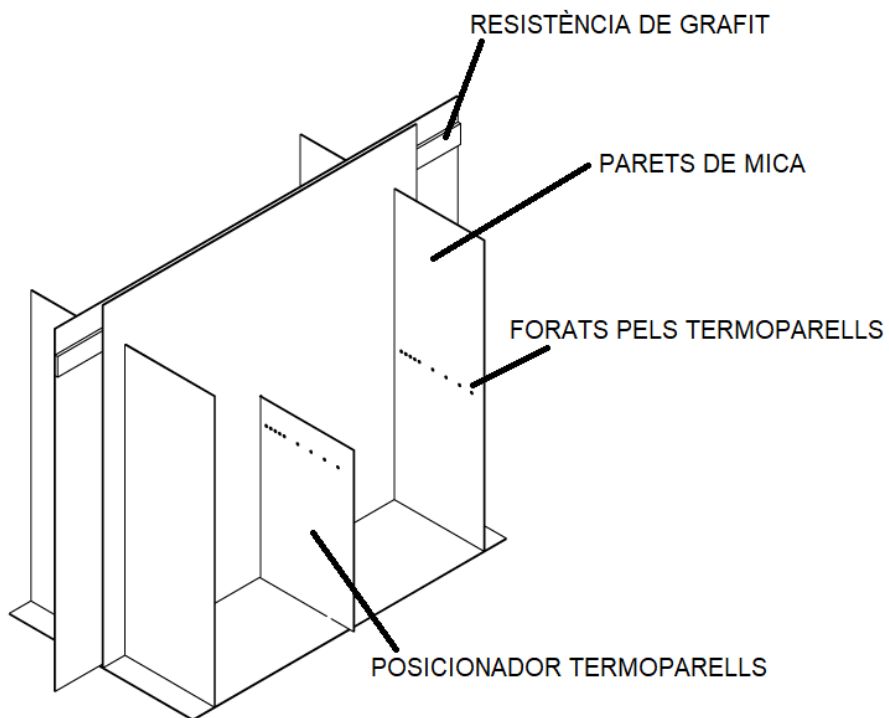 RESISTÈNCIA DE GRAFIT
PARETS DE MICA
FORATS PELS TERMOPARELLS
POSICIONADOR TERMOPARELLS